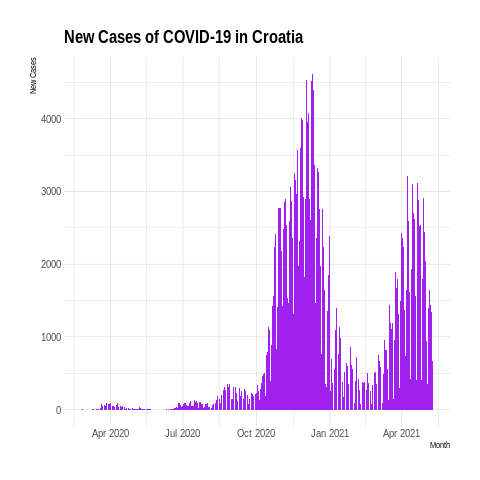 New Cases of COVID-19 in Croatia
New Cases
4000
3000
2000
1000
0
Apr 2020 Jul 2020 Oct 2020 Jan 2021 Apr 2021
Month